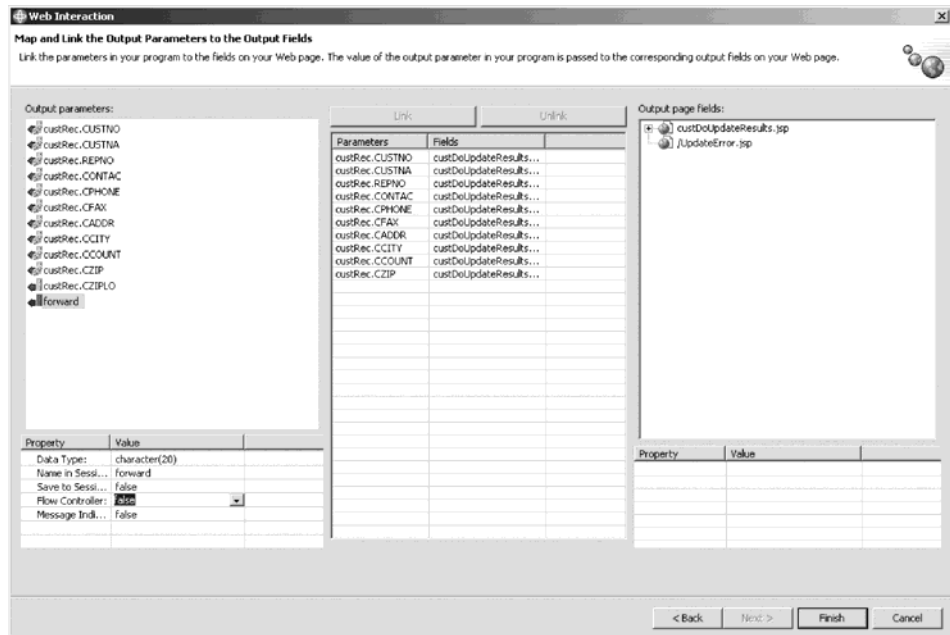 Web Interaction
Map and Link the Output Parameters to the Output Fields
Link the parameters in your program to the fields on your Web page. The value of the output parameter in your program is passed to the corresponding output fields on your Web page.
Output parameters:
custRec.CUSTNO
custRec.CUSTNA
custRec.REPNO
custRec.CONTAC
custRec.CPHONE
custRec.CFAX
custRec.CADDR
custRec.CCITY
custRec.CCOUNT
custRec.CZIP
custRec.CZIPLO
forward
Property Value
Data Type: character(20)
Name in Sessi... forward
Save to Sessi... false
Flow Controller: false
Message Indi... false
Link Unlink
Parameters Fields
custRec.CUSTNO custDoUpdateResults...
custRec.CUSTNA custDoUpdateResults...
custRec.REPNO custDoUpdateResults...
custRec.CONTAC custDoUpdateResults...
custRec.CPHONE custDoUpdateResults...
custRec.CFAX custDoUpdateResults...
custRec.CADDR custDoUpdateResults...
custRec.CCITY custDoUpdateResults...
custRec.CCOUNT custDoUpdateResults...
custRec.CZIP custDoUpdateResults...
Output page fields:
custDoUpdateResults.jsp
/UpdateError.jsp
Property Value
< Back Next > Finish Cancel